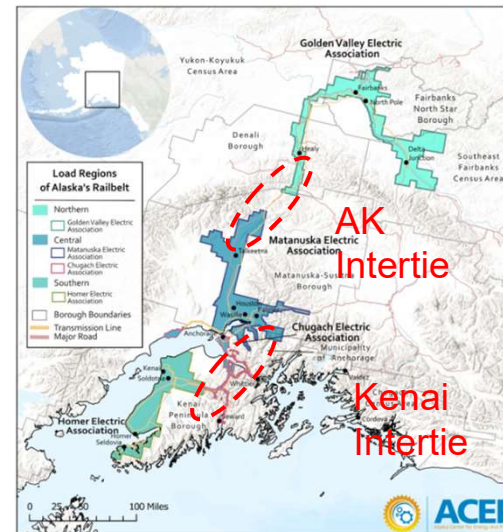 Golden Valley Electric
Association
Yukon-Koyukuk
Census Area
Fairbanks
North Pole
Fairbanks
North Star
Borough
Denali
Borough
Healy
Delta
Junction
Southeast
Fairbanks
Census Area
Load Regions
of Alaska's Railbelt
Northern
Golden Valley Electric
Association
Central
Matanuska Electric
Association
Chugach Electric
Association
Southern
Homer Electric
Association
Borough Boundaries
Transmission Line
Major Road
AK
Intertie
Matanuska Electric
Association
Talkeetna
Matanuska-Susitna
Borough
Houston
Wasilla
Anchorage
Chugach Electric
Association
Municipality
of Anchorage
Whittier
Valdez
Kenai
Soldotna
Kenai
Peninsula
Borough
Seward
Cordova
Kenai
Intertie
Homer Electric
Association
Homer
Seldovia
0 25 50 100 Miles
ACEP